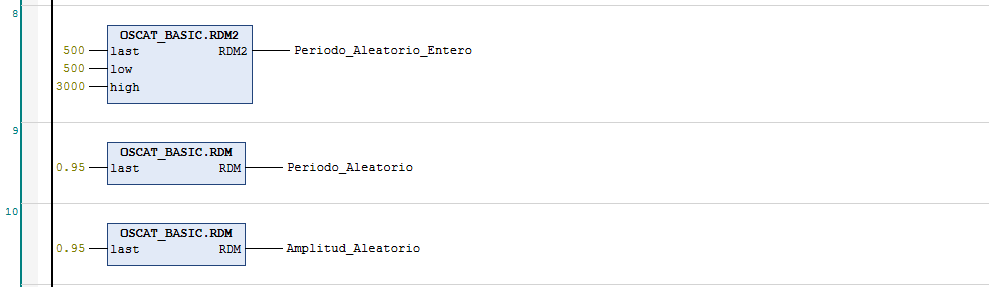 8
OSCAT_BASIC.RDM2
500 last RDM2 Periodo_Aleatorio_Entero
500 low
3000 high
9
OSCAT_BASIC.RDM
0.95 last RDM Periodo_Aleatorio
10
OSCAT_BASIC.RDM
0.95 last RDM Amplitud_Aleatorio